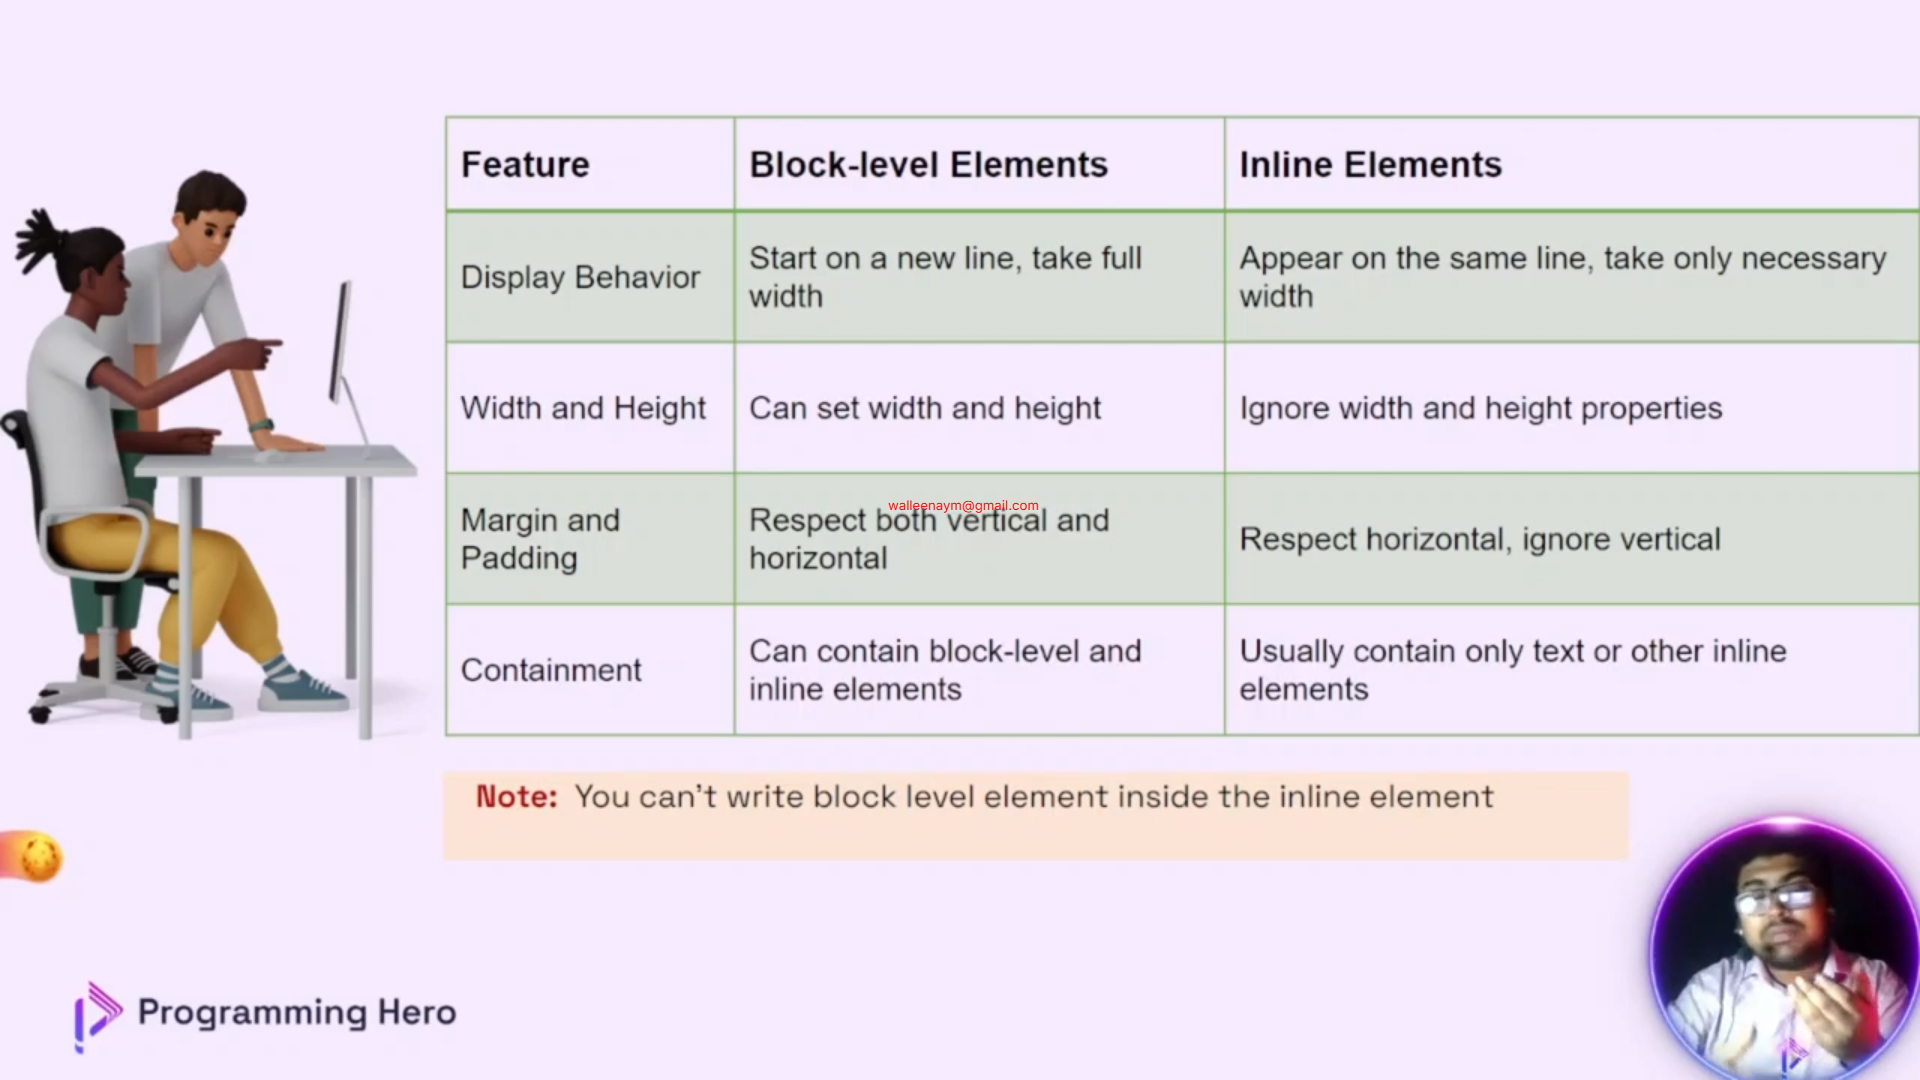 Feature
Block-level Elements
Inline Elements
Display Behavior
Start on a new line, take full
width
Appear on the same line, take only necessary
width
Width and Height
Can set width and height
Ignore width and height properties
Margin and
Padding
walleenaym@gmail.com
Respect both vertical and
horizontal
Respect horizontal, ignore vertical
Containment
Can contain block-level and
inline elements
Usually contain only text or other inline
elements
Note: You can't write block level element inside the inline element
Programming Hero